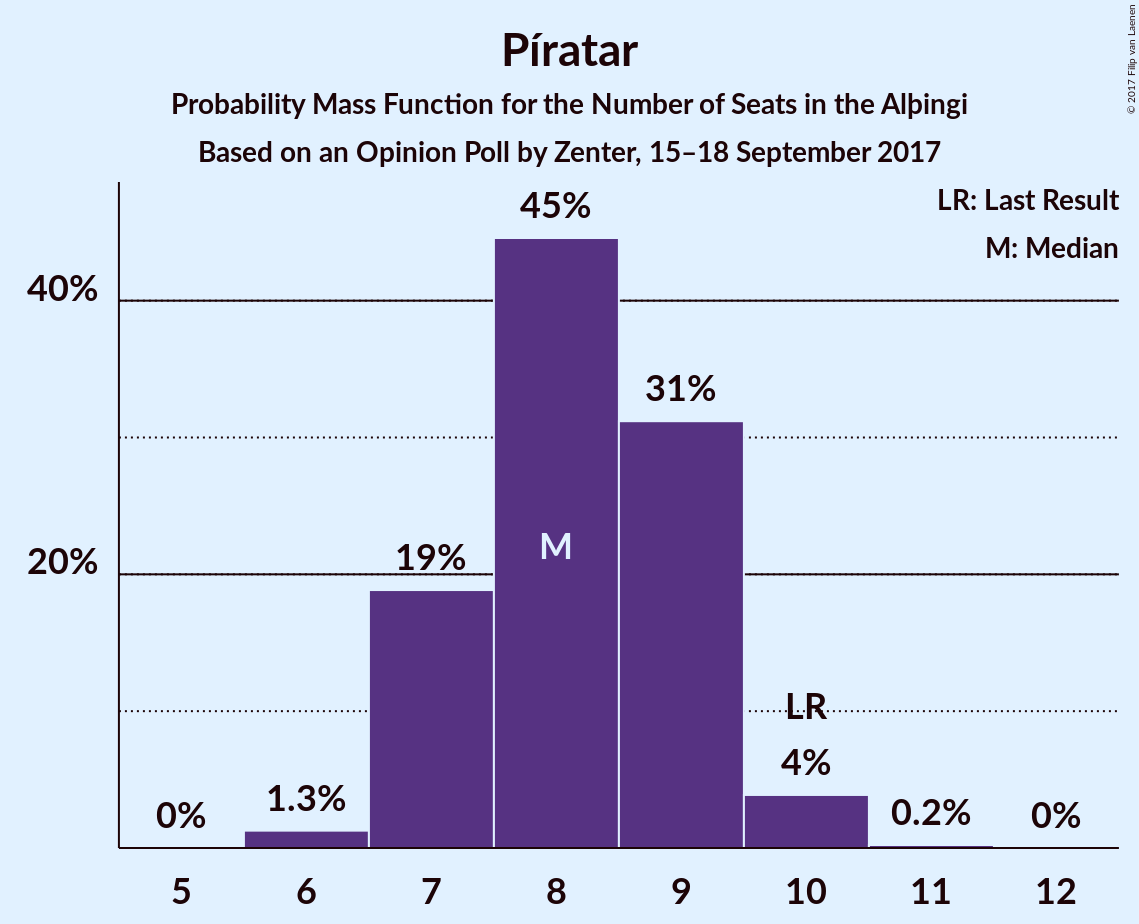 Píratar
Probability Mass Function for the Number of Seats in the Alþingi
Based on an Opinion Poll by Zenter, 15–18 September 2017
© 2017 Filip van Laenen
LR: Last Result
M: Median
45%
40%
31%
M
19%
20%
LR
4%
1.3%
0.2%
0%
0%
5 6 7 8 9 10 11 12